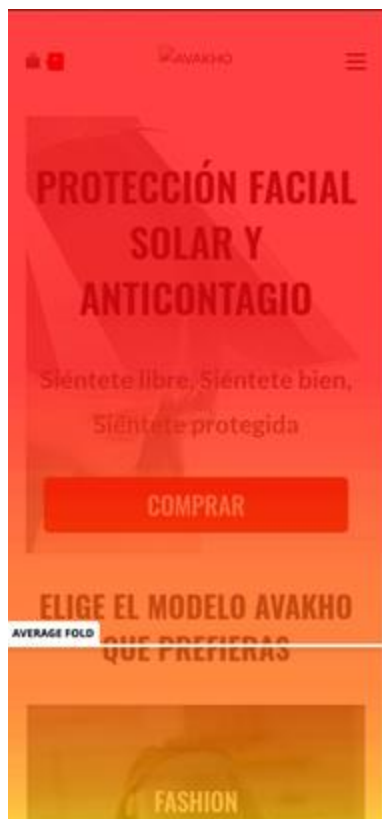 AVAKHO
PROTECCIÓN FACIAL
SOLAR Y
ANTICONTAGIO
Siéntete libre, Siéntete bien,
Siéntete protegida
COMPRAR
ELIGE EL MODELO AVAKHO
AVERAGE FOLD
QUE PREFIERAS
FASHION